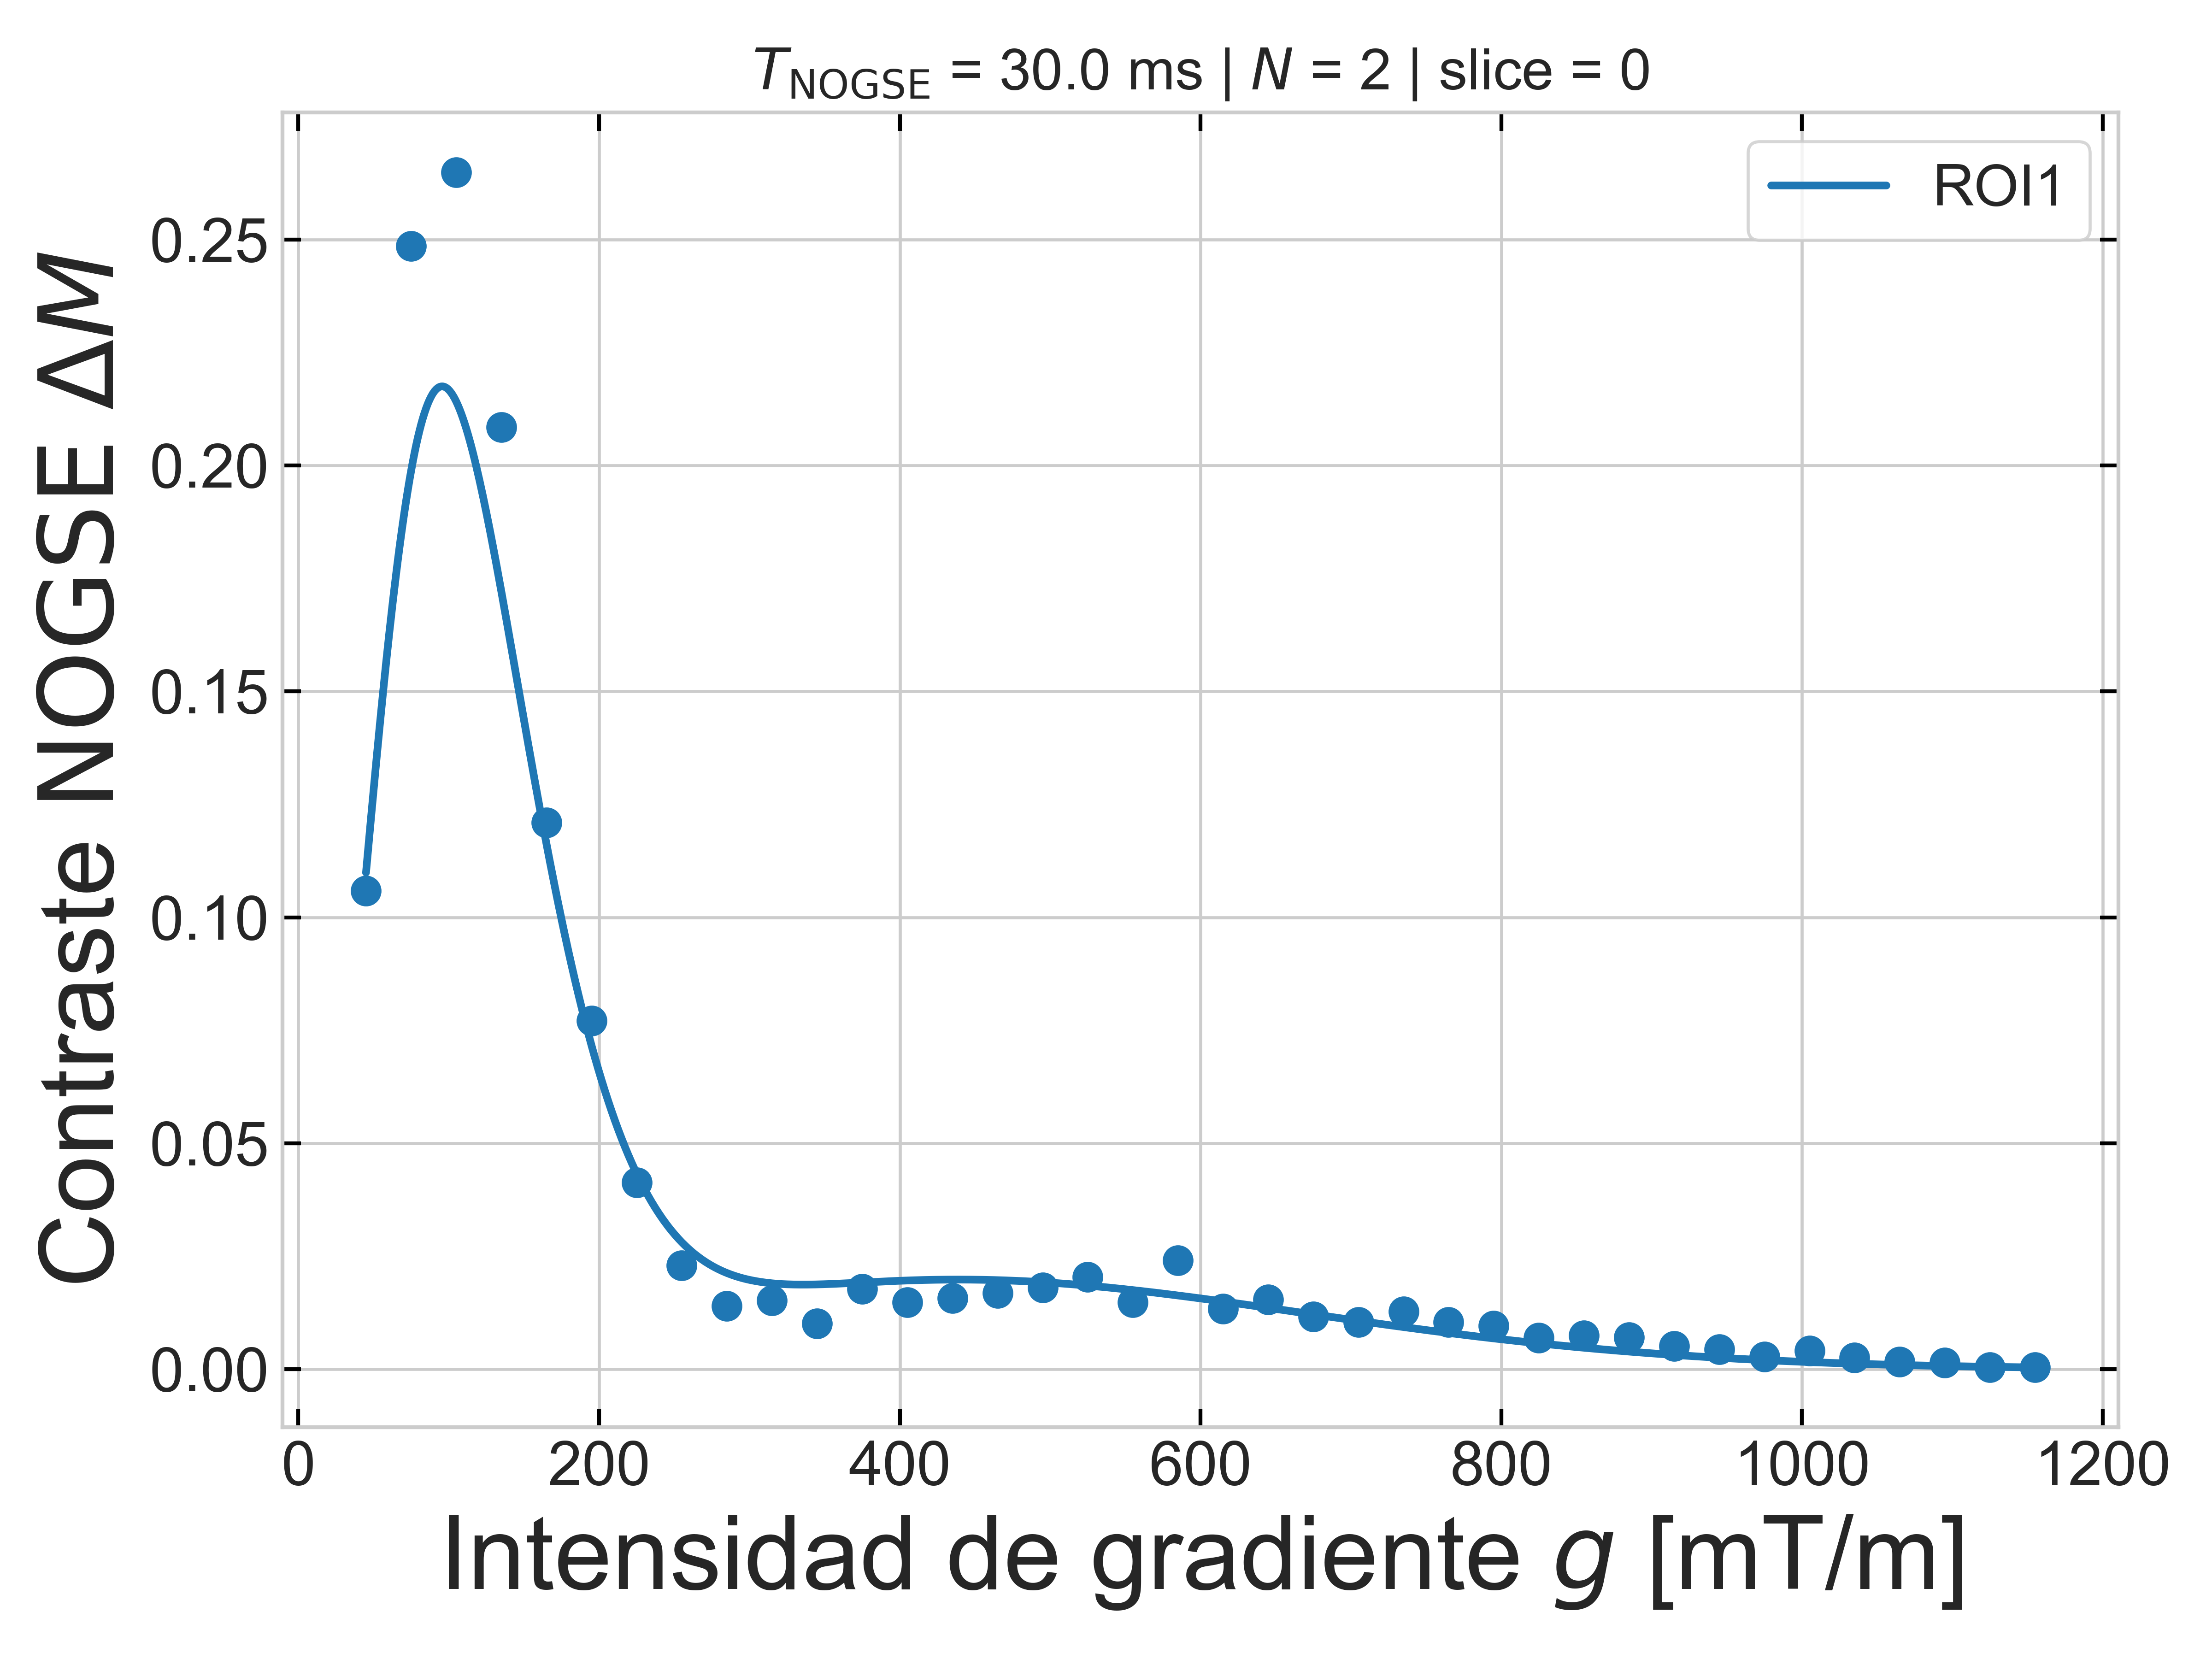 T_NOGSE = 30.0 ms | N = 2 | slice = 0
ROI1
Contraste NOGSE ΔM
0.25
0.20
0.15
0.10
0.05
0.00
0 200 400 600 800 1000 1200
Intensidad de gradiente g [mT/m]